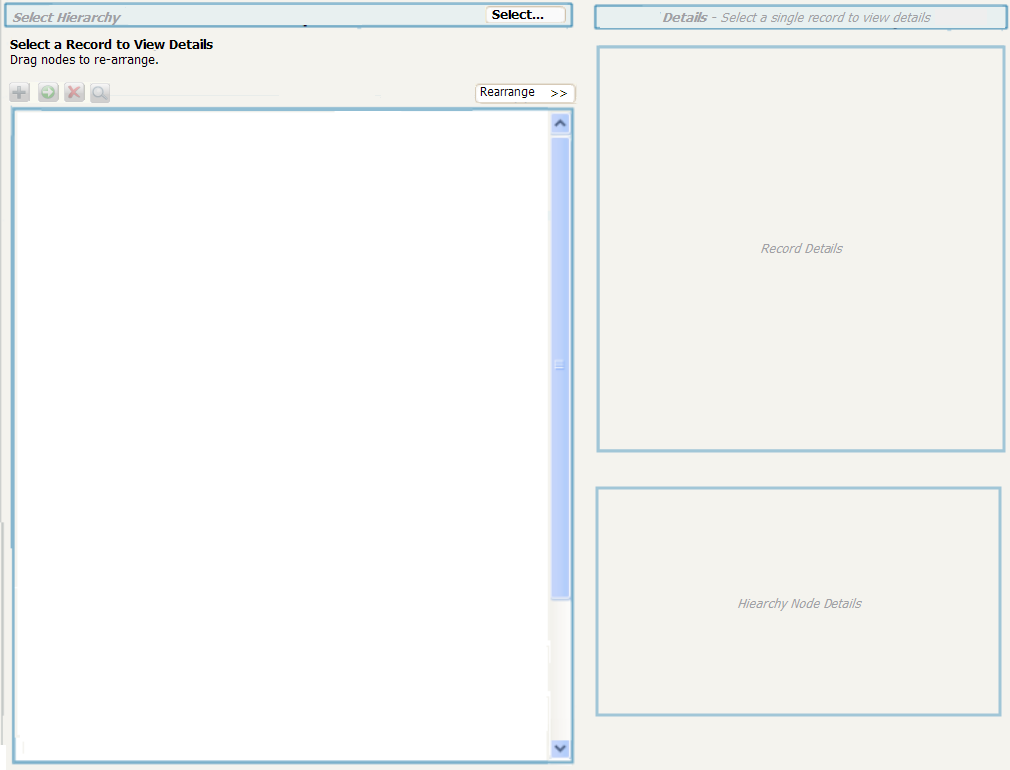 Select Hierarchy
Select...
Details - Select a single record to view details
Select a Record to View Details
Drag nodes to re-arrange.
Rearrange >>
Record Details
Hiearchy Node Details